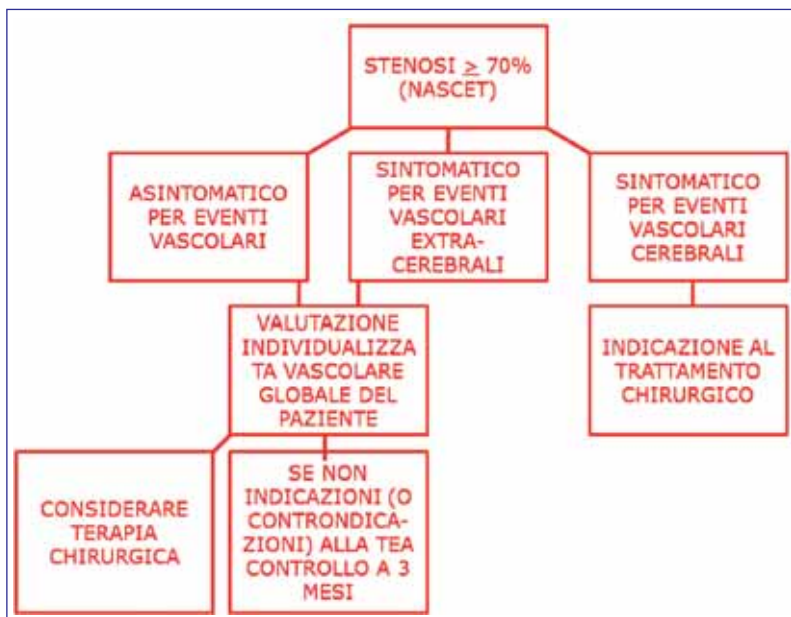 STENOSI ≥ 70%
(NASCET)
ASINTOMATICO
PER EVENTI
VASCOLARI
SINTOMATICO
PER EVENTI
VASCOLARI
EXTRA-
CEREBRALI
SINTOMATICO
PER EVENTI
VASCOLARI
CEREBRALI
VALUTAZIONE
INDIVIDUALIZZA
TA VASCOLARE
GLOBALE DEL
PAZIENTE
INDICAZIONE AL
TRATTAMENTO
CHIRURGICO
CONSIDERARE
TERAPIA
CHIRURGICA
SE NON
INDICAZIONI (O
CONTRONDICA-
ZIONI) ALLA TEA
CONTROLLO A 3
MESI